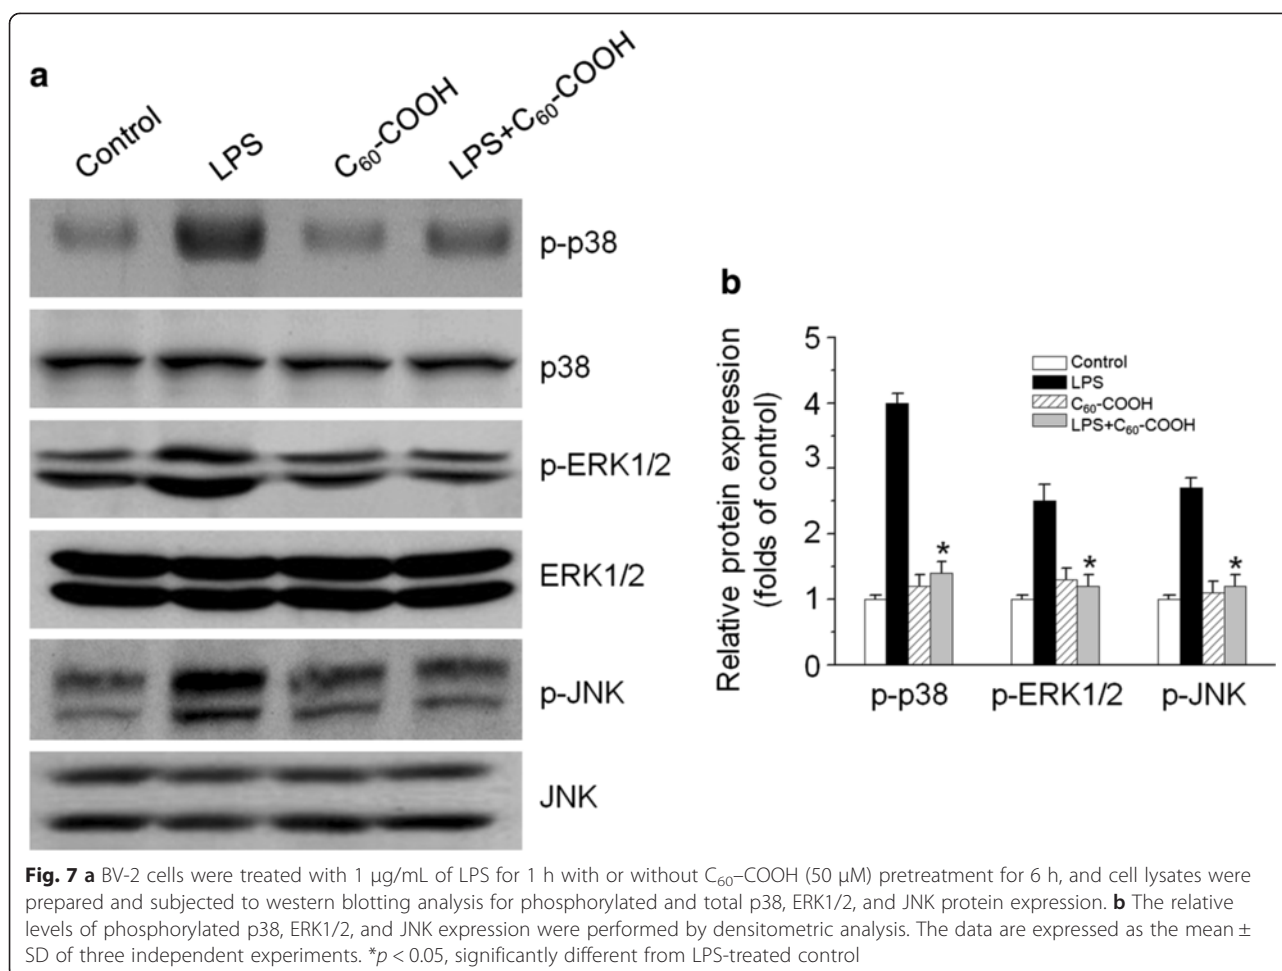 a
Control
LPS
C₆₀-COOH
LPS+C₆₀-COOH
p-p38
p38
p-ERK1/2
ERK1/2
p-JNK
JNK
b
Relative protein expression
(folds of control)
5
4
3
2
1
0
Control
LPS
C₆₀-COOH
LPS+C₆₀-COOH
*
*
*
p-p38
p-ERK1/2
p-JNK
Fig. 7 a BV-2 cells were treated with 1 μg/mL of LPS for 1 h with or without C₆₀–COOH (50 μM) pretreatment for 6 h, and cell lysates were
prepared and subjected to western blotting analysis for phosphorylated and total p38, ERK1/2, and JNK protein expression. b The relative
levels of phosphorylated p38, ERK1/2, and JNK expression were performed by densitometric analysis. The data are expressed as the mean ±
SD of three independent experiments. *p < 0.05, significantly different from LPS-treated control